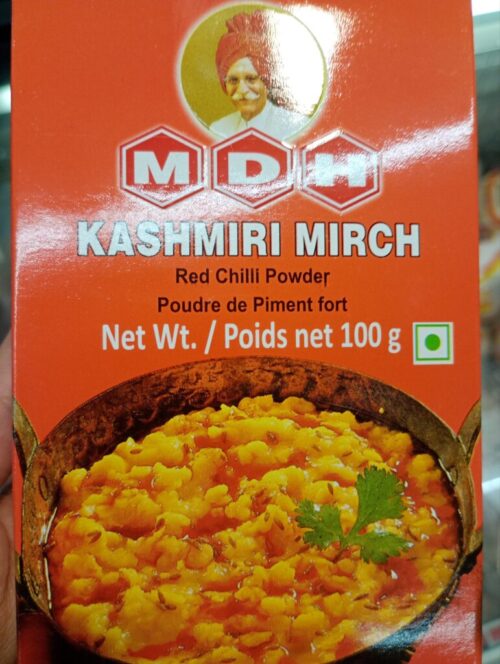 MDH
KASHMIRI MIRCH
Red Chilli Powder
Poudre de Piment fort
Net Wt. / Poids net 100 g